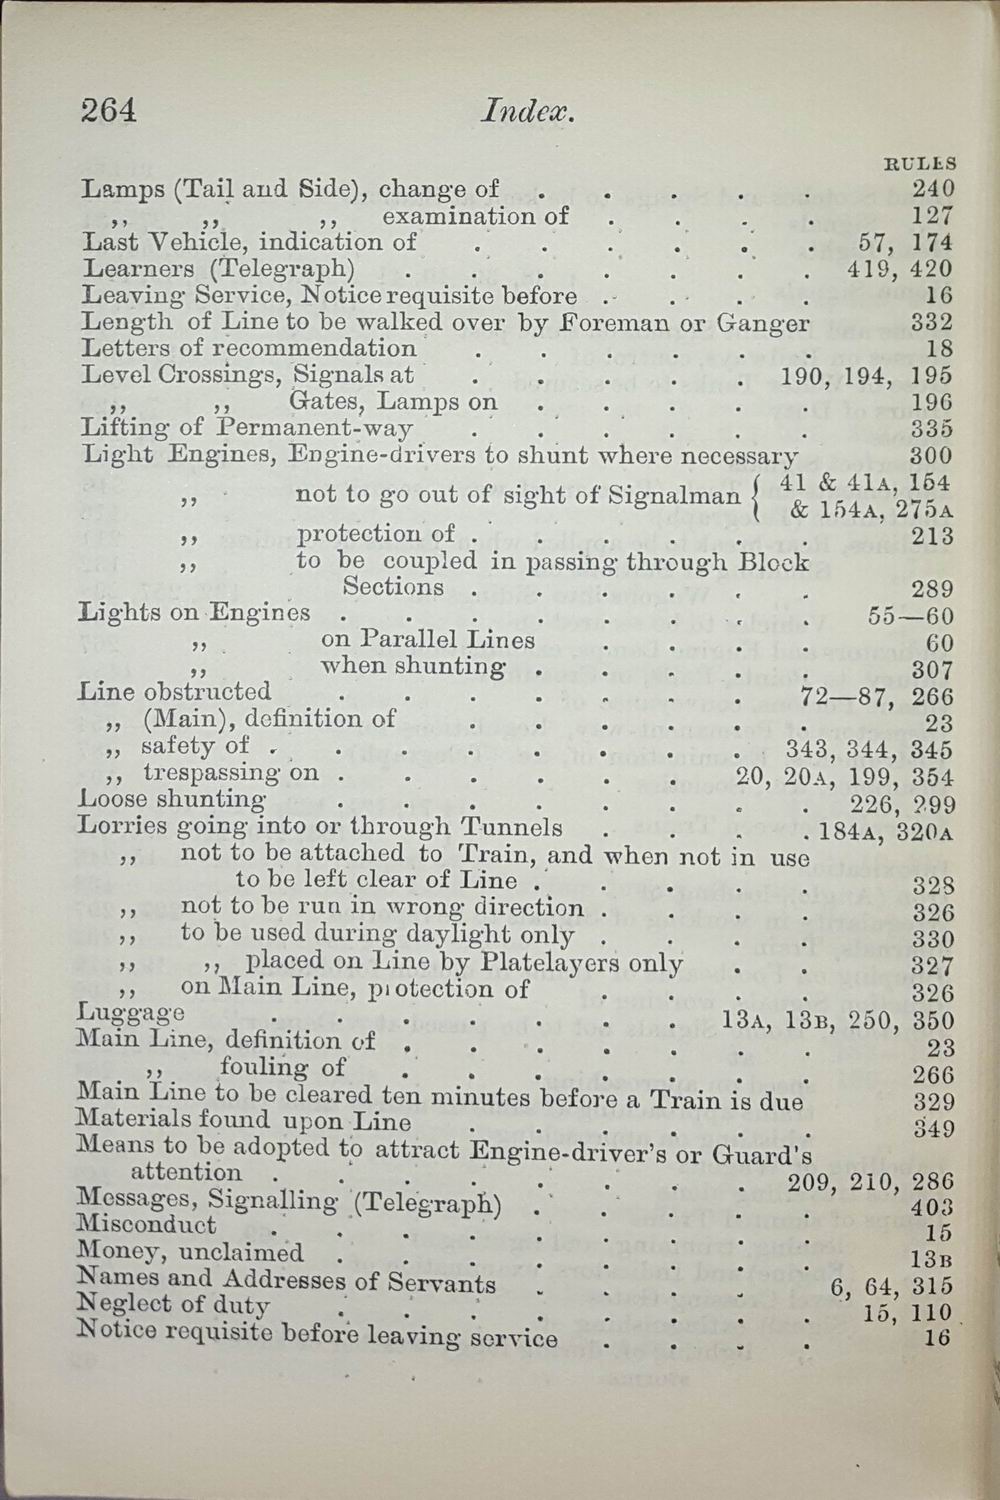 264 Index.
RULES
Lamps (Tail and Side), change of . . . . 240
,, ,, ,, examination of . . . 127
Last Vehicle, indication of . . . . . . 57, 174
Learners (Telegraph) . . . . . . . 419, 420
Leaving Service, Notice requisite before . . . . 16
Length of Line to be walked over by Foreman or Ganger 332
Letters of recommendation . . . . . . 18
Level Crossings, Signals at . . . . . 190, 194, 195
,, ,, Gates, Lamps on . . . . . 196
Lifting of Permanent-way . . . . . . 335
Light Engines, Engine-drivers to shunt where necessary 300
,, not to go out of sight of Signalman { 41 & 41A, 154
& 154A, 275A
,, protection of . . . . . . 213
,, to be coupled in passing through Block
Sections . . . . . . 289
Lights on Engines . . . . . . . . 55—60
,, on Parallel Lines . . . . 60
,, when shunting . . . . . 307
Line obstructed . . . . . . . 72—87, 266
,, (Main), definition of . . . . . . 23
,, safety of . . . . . . . . 343, 344, 345
,, trespassing on . . . . . . 20, 20A, 199, 354
Loose shunting . . . . . . . . 226, 299
Lorries going into or through Tunnels . . . . 184A, 320A
,, not to be attached to Train, and when not in use
to be left clear of Line . . . . . 328
,, not to be run in wrong direction . . . . 326
,, to be used during daylight only . . . . 330
,, ,, placed on Line by Platelayers only . . 327
,, on Main Line, protection of . . . . 326
Luggage . . . . . . . 13A, 13B, 250, 350
Main Line, definition of . . . . . . . 23
,, fouling of . . . . . . . 266
Main Line to be cleared ten minutes before a Train is due 329
Materials found upon Line . . . . . . 349
Means to be adopted to attract Engine-driver's or Guard's
attention . . . . . . . . 209, 210, 286
Messages, Signalling (Telegraph) . . . . . 403
Misconduct . . . . . . . . . 15
Money, unclaimed . . . . . . . . 13B
Names and Addresses of Servants . . . . . 6, 64, 315
Neglect of duty . . . . . . . . 15, 110
Notice requisite before leaving service . . . . 16